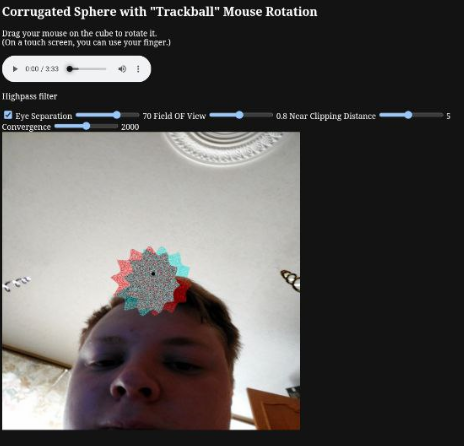 Corrugated Sphere with "Trackball" Mouse Rotation
Drag your mouse on the cube to rotate it.
(On a touch screen, you can use your finger.)
0:00 / 3:33
Highpass filter
Eye Separation 70 Field OF View 0.8 Near Clipping Distance 5
Convergence 2000